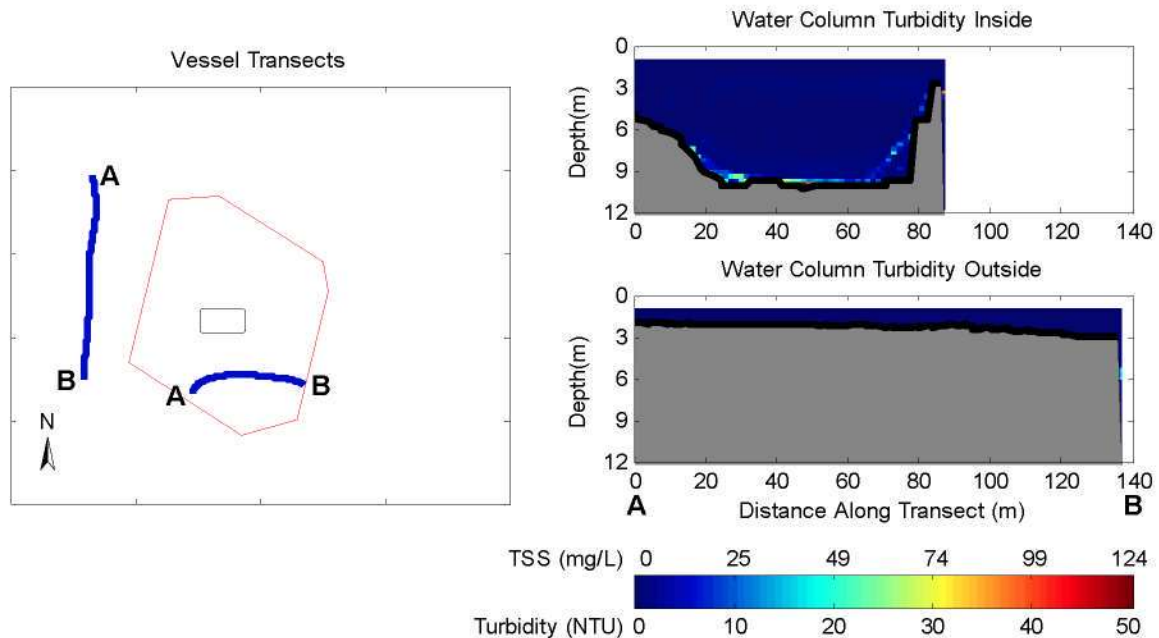 Vessel Transects
A
B
A
B
N
Water Column Turbidity Inside
0
3
6
9
12
Depth(m)
0 20 40 60 80 100 120 140
Water Column Turbidity Outside
0
3
6
9
12
Depth(m)
0 20 40 60 80 100 120 140
A Distance Along Transect (m) B
TSS (mg/L) 0 25 49 74 99 124
Turbidity (NTU) 0 10 20 30 40 50